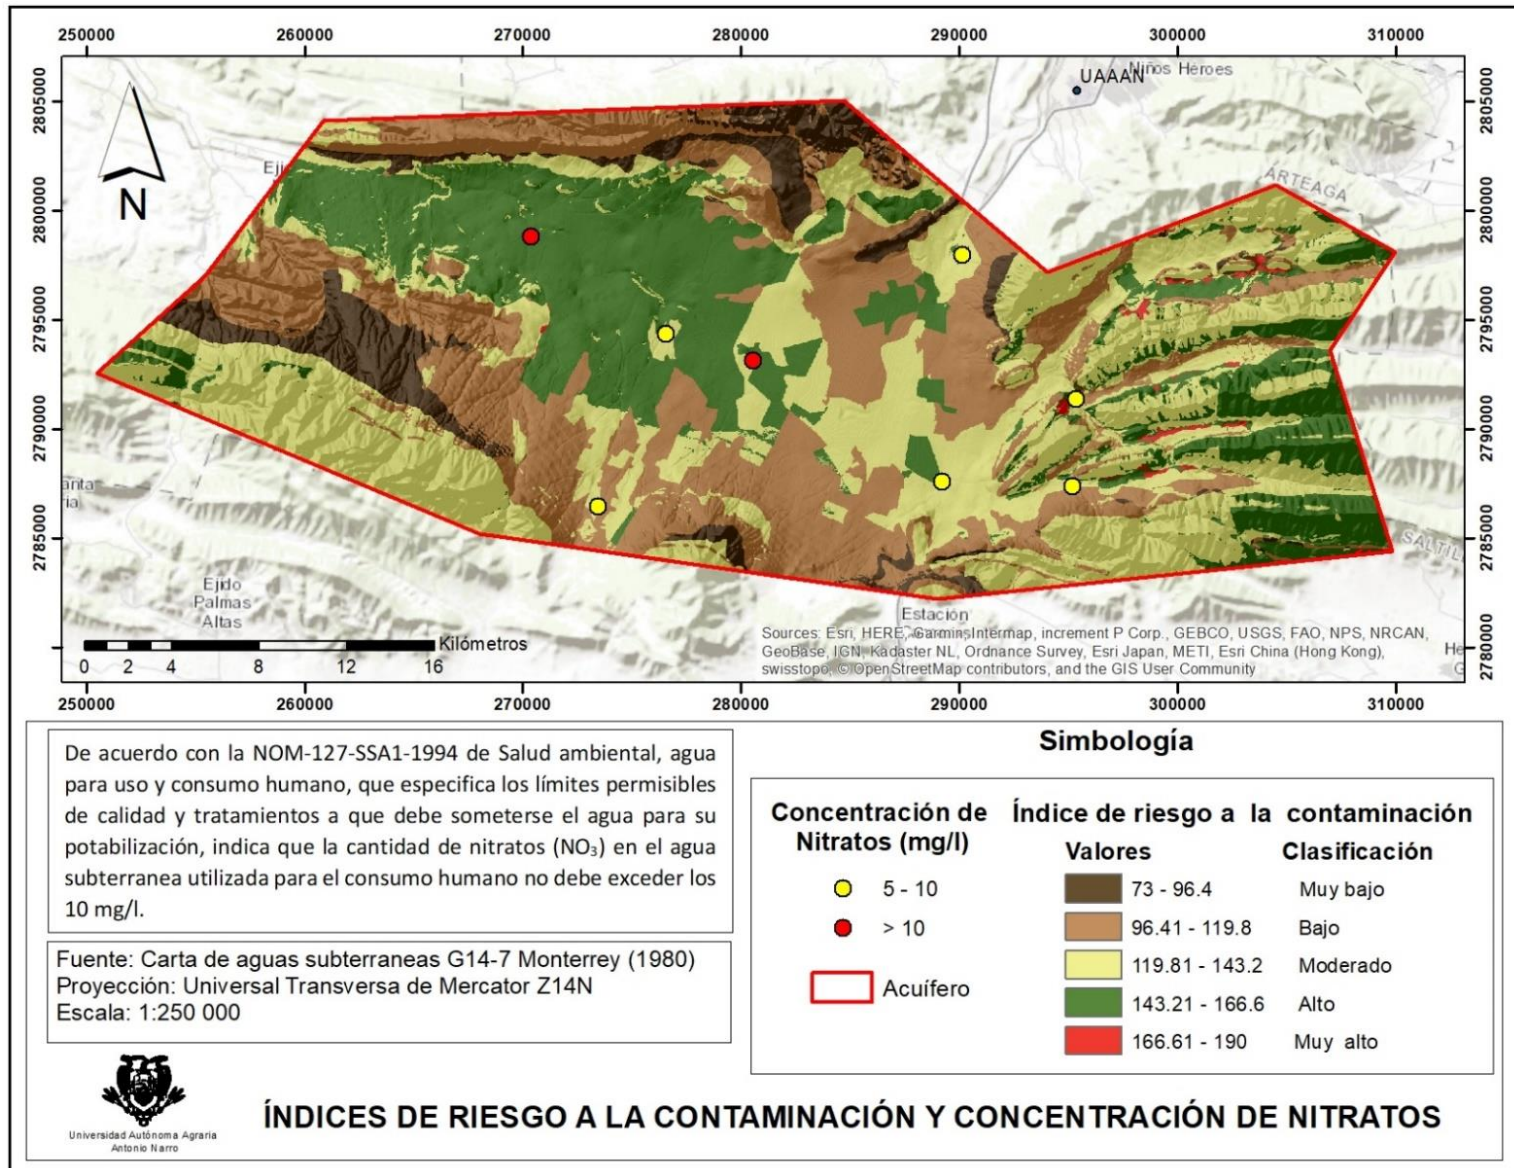 250000 260000 270000 280000 290000 300000 310000
2805000 2805000
2800000 2800000
2795000 2795000
2790000 2790000
2785000 2785000
2780000
UAAAN
Niños Héroes
ARTEAGA
N
Ejido
Palmas
Altas
Estación
Kilómetros
0 2 4 8 12 16
Sources: Esri, HERE, Garmin, Intermap, increment P Corp., GEBCO, USGS, FAO, NPS, NRCAN,
GeoBase, IGN, Kadaster NL, Ordnance Survey, Esri Japan, METI, Esri China (Hong Kong),
swisstopo, © OpenStreetMap contributors, and the GIS User Community
250000 260000 270000 280000 290000 300000 310000
De acuerdo con la NOM-127-SSA1-1994 de Salud ambiental, agua
para uso y consumo humano, que especifica los límites permisibles
de calidad y tratamientos a que debe someterse el agua para su
potabilización, indica que la cantidad de nitratos (NO₃) en el agua
subterranea utilizada para el consumo humano no debe exceder los
10 mg/l.
Fuente: Carta de aguas subterraneas G14-7 Monterrey (1980)
Proyección: Universal Transversa de Mercator Z14N
Escala: 1:250 000
Simbología
Concentración de
Nitratos (mg/l)
5 - 10
> 10
Acuífero
Índice de riesgo a la contaminación
Valores Clasificación
73 - 96.4 Muy bajo
96.41 - 119.8 Bajo
119.81 - 143.2 Moderado
143.21 - 166.6 Alto
166.61 - 190 Muy alto
Universidad Autónoma Agraria
Antonio Narro
ÍNDICES DE RIESGO A LA CONTAMINACIÓN Y CONCENTRACIÓN DE NITRATOS